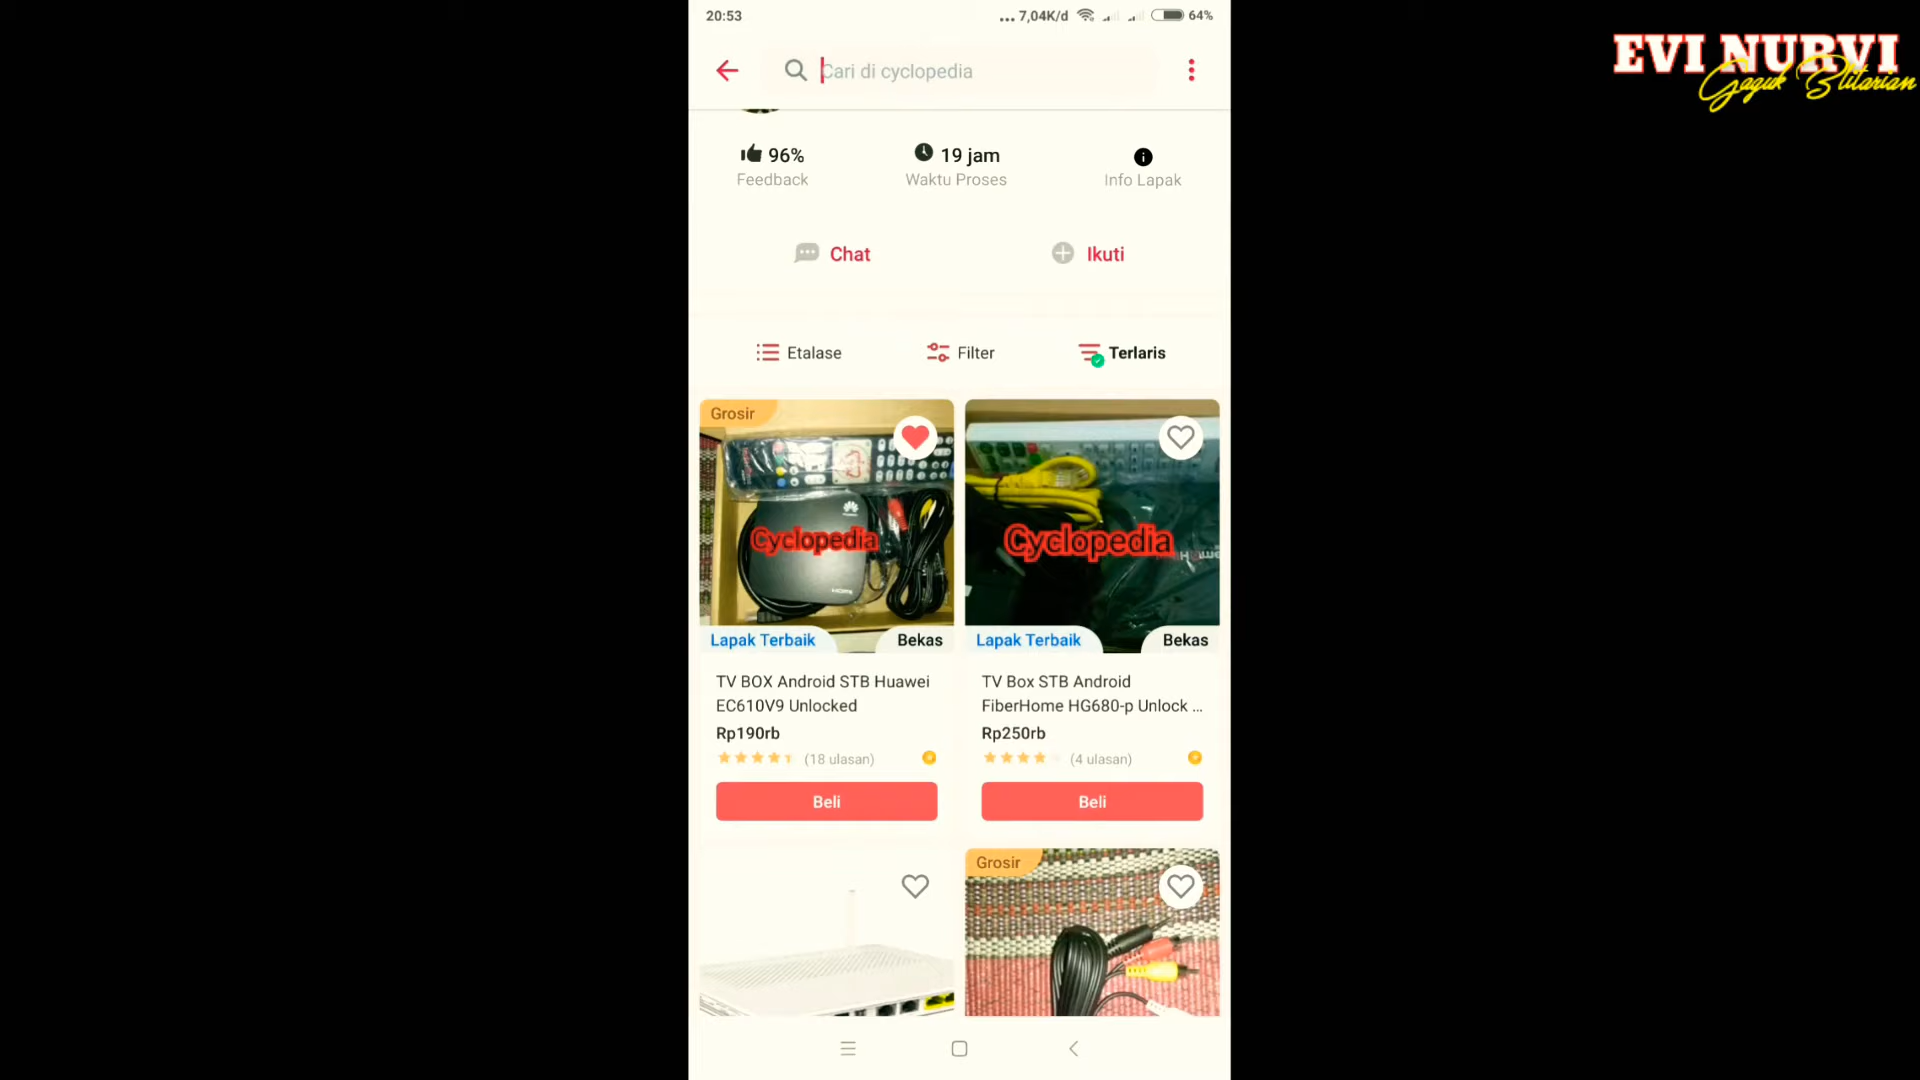 20:53
... 7,04K/d 64%
EVI NURVI
Gaguk Blitarian
Cari di cyclopedia
96%
Feedback
19 jam
Waktu Proses
Info Lapak
Chat
Ikuti
Etalase
Filter
Terlaris
Grosir
Cyclopedia
HDMI
Lapak Terbaik
Bekas
Cyclopedia
Lapak Terbaik
Bekas
TV BOX Android STB Huawei
EC610V9 Unlocked
Rp190rb
(18 ulasan)
Beli
TV Box STB Android
FiberHome HG680-p Unlock ...
Rp250rb
(4 ulasan)
Beli
Grosir